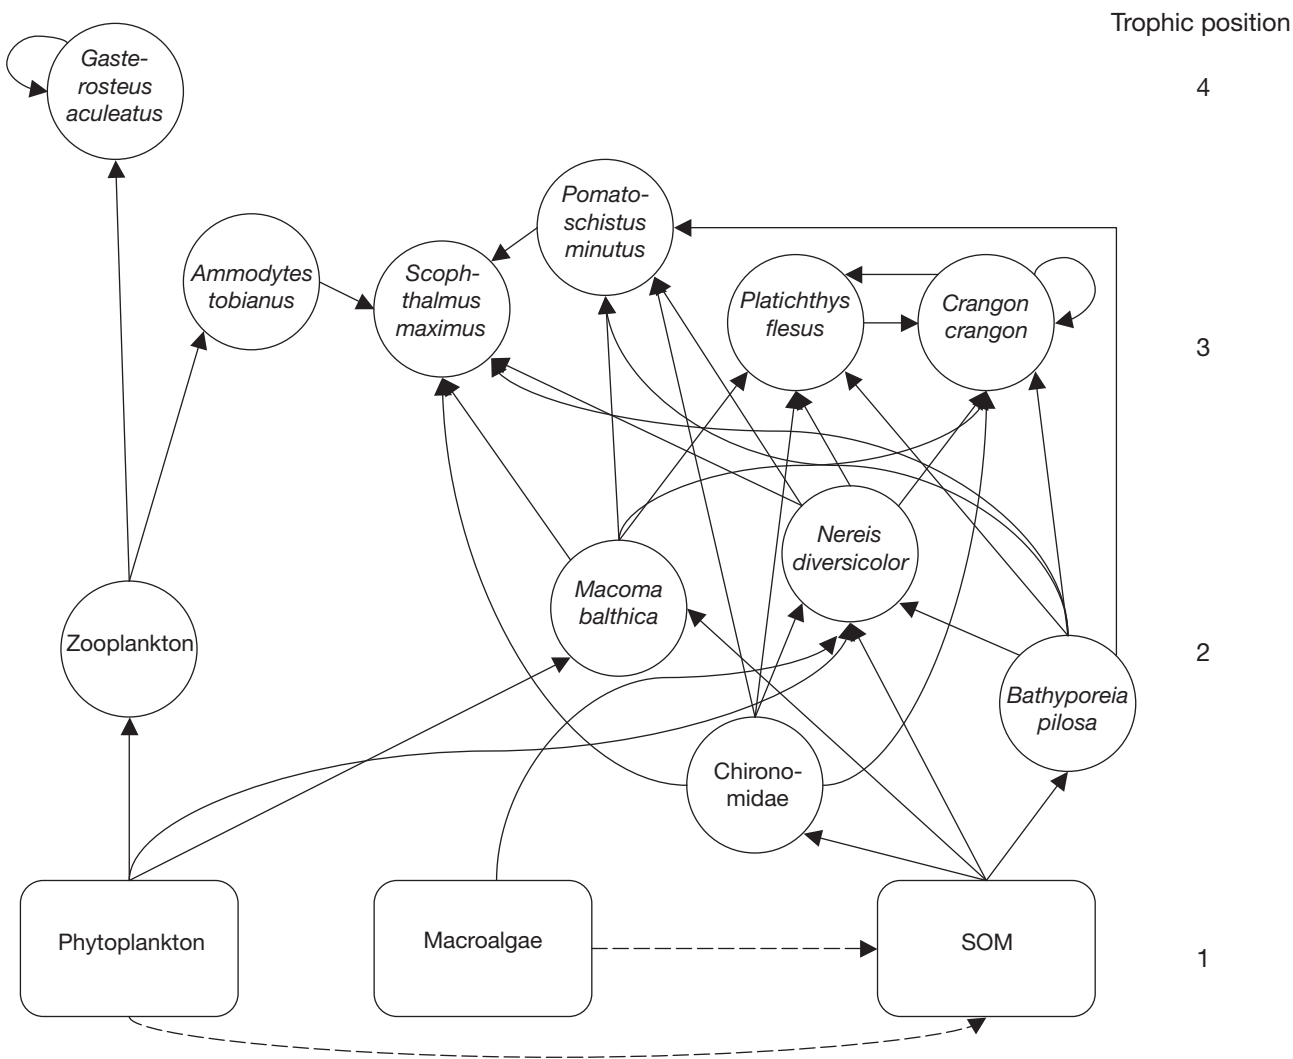 Trophic position
Gaste-
rosteus
aculeatus
4
Pomato-
schistus
minutus
Ammodytes
tobianus
Scoph-
thalmus
maximus
Platichthys
flesus
Crangon
crangon
3
Nereis
diversicolor
Macoma
balthica
Zooplankton
2
Bathyporeia
pilosa
Chirono-
midae
Phytoplankton
Macroalgae
SOM
1